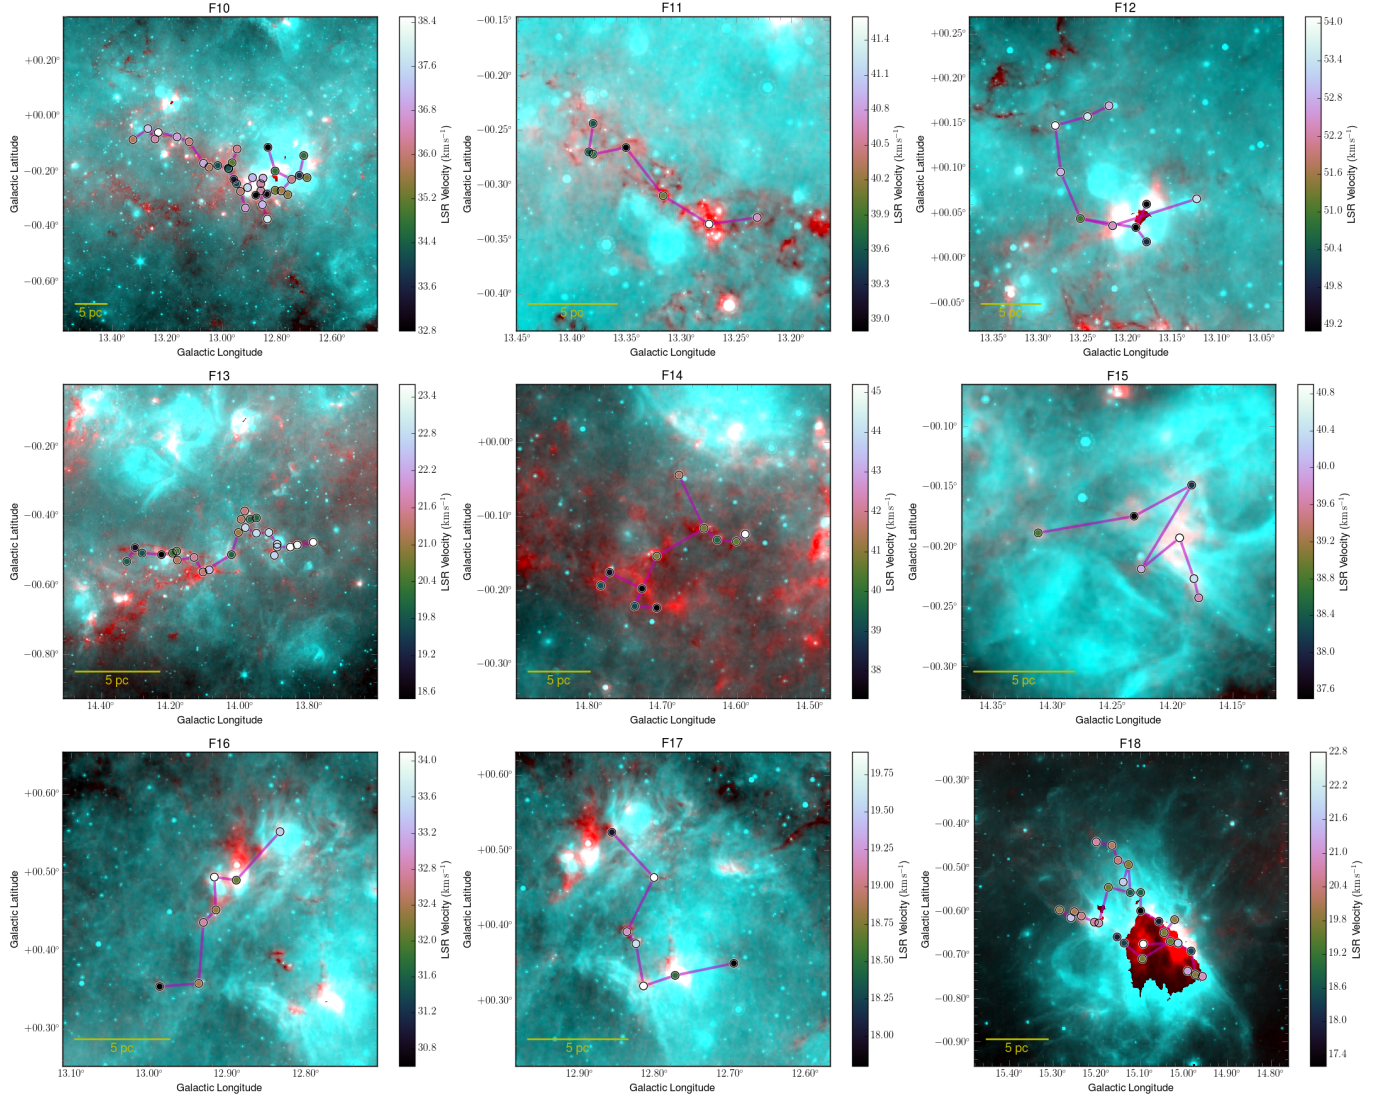 F10
+00.20°
+00.00°
−00.20°
−00.40°
−00.60°
13.40° 13.20° 13.00° 12.80° 12.60°
Galactic Longitude
Galactic Latitude
5 pc
38.4
37.6
36.8
36.0
35.2
34.4
33.6
32.8
LSR Velocity (km s⁻¹)
F11
−00.15°
−00.20°
−00.25°
−00.30°
−00.35°
−00.40°
13.45° 13.40° 13.35° 13.30° 13.25° 13.20°
Galactic Longitude
Galactic Latitude
5 pc
41.4
41.1
40.8
40.5
40.2
39.9
39.6
39.3
39.0
LSR Velocity (km s⁻¹)
F12
+00.25°
+00.20°
+00.15°
+00.10°
+00.05°
+00.00°
−00.05°
13.35° 13.30° 13.25° 13.20° 13.15° 13.10° 13.05°
Galactic Longitude
Galactic Latitude
5 pc
54.0
53.4
52.8
52.2
51.6
51.0
50.4
49.8
49.2
LSR Velocity (km s⁻¹)
F13
−00.20°
−00.40°
−00.60°
−00.80°
14.40° 14.20° 14.00° 13.80°
Galactic Longitude
Galactic Latitude
5 pc
23.4
22.8
22.2
21.6
21.0
20.4
19.8
19.2
18.6
LSR Velocity (km s⁻¹)
F14
+00.00°
−00.10°
−00.20°
−00.30°
14.80° 14.70° 14.60° 14.50°
Galactic Longitude
Galactic Latitude
5 pc
45
44
43
42
41
40
39
38
LSR Velocity (km s⁻¹)
F15
−00.10°
−00.15°
−00.20°
−00.25°
−00.30°
14.35° 14.30° 14.25° 14.20° 14.15°
Galactic Longitude
Galactic Latitude
5 pc
40.8
40.4
40.0
39.6
39.2
38.8
38.4
38.0
37.6
LSR Velocity (km s⁻¹)
F16
+00.60°
+00.50°
+00.40°
+00.30°
13.10° 13.00° 12.90° 12.80°
Galactic Longitude
Galactic Latitude
5 pc
34.0
33.6
33.2
32.8
32.4
32.0
31.6
31.2
30.8
LSR Velocity (km s⁻¹)
F17
+00.60°
+00.50°
+00.40°
+00.30°
12.90° 12.80° 12.70° 12.60°
Galactic Longitude
Galactic Latitude
5 pc
19.75
19.50
19.25
19.00
18.75
18.50
18.25
18.00
LSR Velocity (km s⁻¹)
F18
−00.30°
−00.40°
−00.50°
−00.60°
−00.70°
−00.80°
−00.90°
15.40° 15.30° 15.20° 15.10° 15.00° 14.90° 14.80°
Galactic Longitude
Galactic Latitude
5 pc
22.8
22.2
21.6
21.0
20.4
19.8
19.2
18.6
18.0
17.4
LSR Velocity (km s⁻¹)